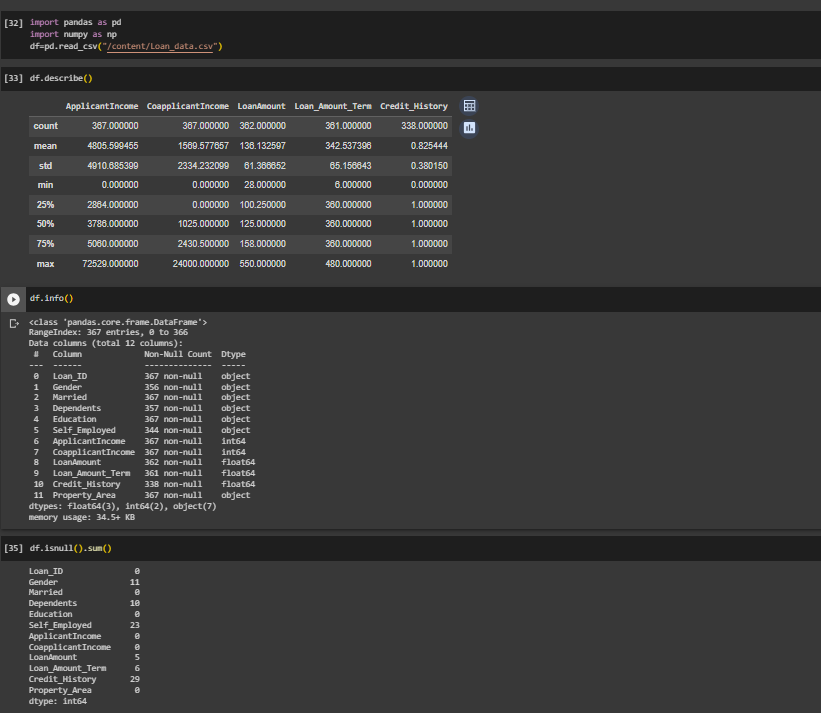 [32] import pandas as pd
import numpy as np
df=pd.read_csv("/content/Loan_data.csv")
[33] df.describe()
ApplicantIncome CoapplicantIncome LoanAmount Loan_Amount_Term Credit_History
count 367.000000 367.000000 362.000000 361.000000 338.000000
mean 4805.599455 1569.577657 136.132597 342.537396 0.825444
std 4910.685399 2334.232099 61.366652 65.156643 0.380150
min 0.000000 0.000000 28.000000 6.000000 0.000000
25% 2864.000000 0.000000 100.250000 360.000000 1.000000
50% 3786.000000 1025.000000 125.000000 360.000000 1.000000
75% 5060.000000 2430.500000 158.000000 360.000000 1.000000
max 72529.000000 24000.000000 550.000000 480.000000 1.000000
df.info()
<class 'pandas.core.frame.DataFrame'>
RangeIndex: 367 entries, 0 to 366
Data columns (total 12 columns):
# Column Non-Null Count Dtype
--- ------ -------------- -----
0 Loan_ID 367 non-null object
1 Gender 356 non-null object
2 Married 367 non-null object
3 Dependents 357 non-null object
4 Education 367 non-null object
5 Self_Employed 344 non-null object
6 ApplicantIncome 367 non-null int64
7 CoapplicantIncome 367 non-null int64
8 LoanAmount 362 non-null float64
9 Loan_Amount_Term 361 non-null float64
10 Credit_History 338 non-null float64
11 Property_Area 367 non-null object
dtypes: float64(3), int64(2), object(7)
memory usage: 34.5+ KB
[35] df.isnull().sum()
Loan_ID 0
Gender 11
Married 0
Dependents 10
Education 0
Self_Employed 23
ApplicantIncome 0
CoapplicantIncome 0
LoanAmount 5
Loan_Amount_Term 6
Credit_History 29
Property_Area 0
dtype: int64